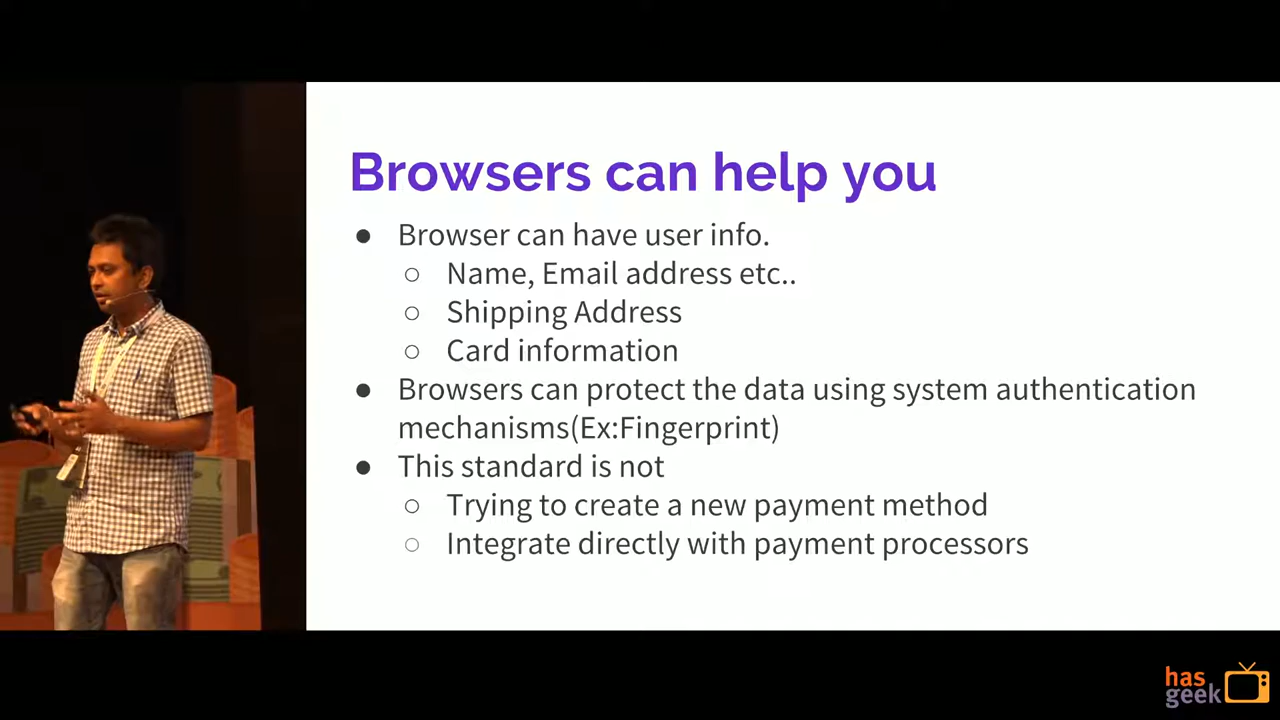 Browsers can help you
● Browser can have user info.
○ Name, Email address etc..
○ Shipping Address
○ Card information
● Browsers can protect the data using system authentication
mechanisms(Ex:Fingerprint)
● This standard is not
○ Trying to create a new payment method
○ Integrate directly with payment processors
has
geek